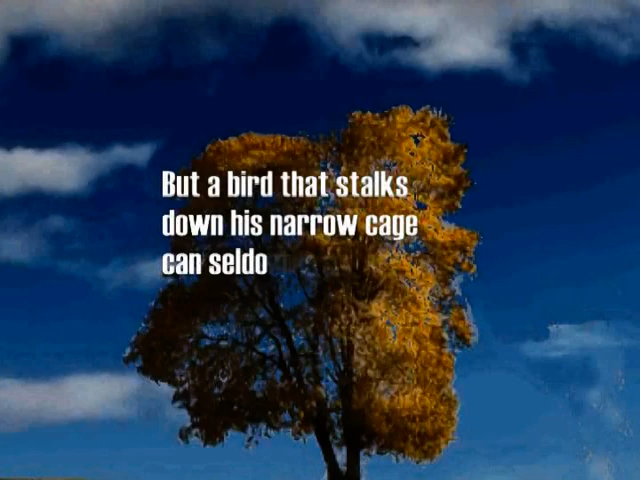 But a bird that stalks
down his narrow cage
can seldo